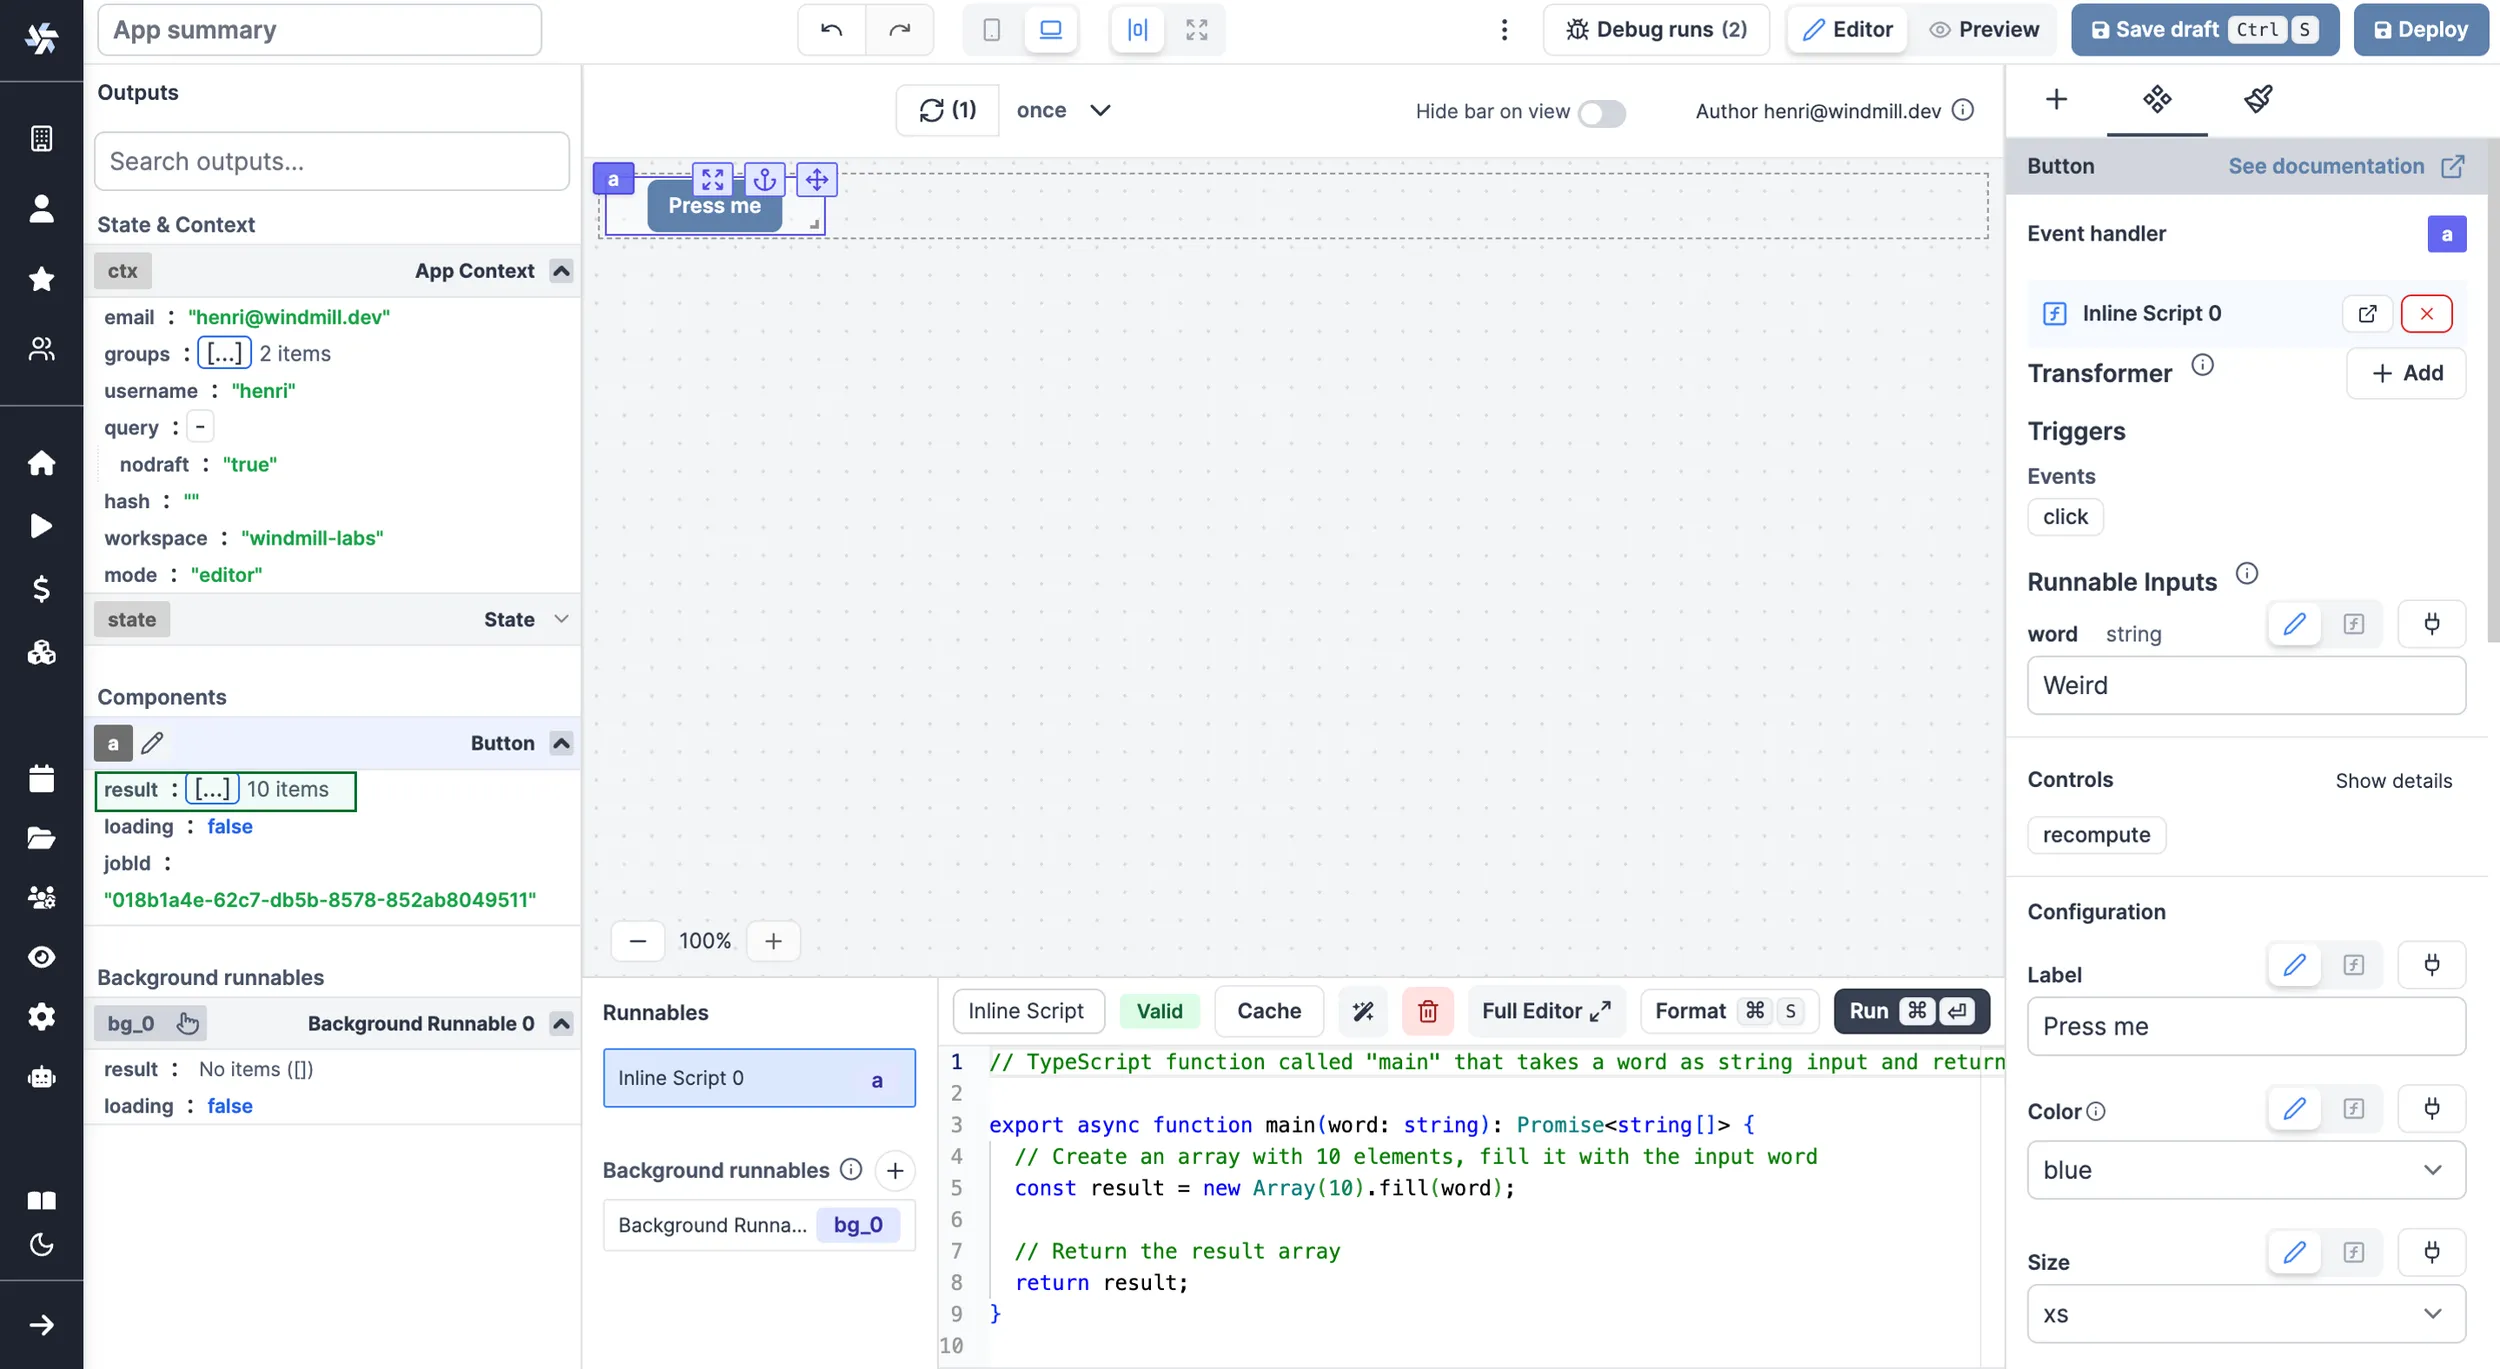 App summary
Debug runs (2)
Editor
Preview
Save draft Ctrl S
Deploy
Outputs
Search outputs...
State & Context
ctx App Context
email : "henri@windmill.dev"
groups : [...] 2 items
username : "henri"
query : -
nodraft : "true"
hash : ""
workspace : "windmill-labs"
mode : "editor"
state State
Components
a Button
result : [...] 10 items
loading : false
jobId :
"018b1a4e-62c7-db5b-8578-852ab8049511"
Background runnables
bg_0 Background Runnable 0
result : No items ([])
loading : false
(1) once
Hide bar on view
Author henri@windmill.dev
a
Press me
100%
Runnables
Inline Script 0 a
Background runnables
Background Runna... bg_0
Inline Script
Valid
Cache
Full Editor
Format ⌘ S
Run ⌘
1 // TypeScript function called "main" that takes a word as string input and return
2
3 export async function main(word: string): Promise<string[]> {
4 // Create an array with 10 elements, fill it with the input word
5 const result = new Array(10).fill(word);
6
7 // Return the result array
8 return result;
9 }
10
Button See documentation
Event handler a
Inline Script 0
Transformer + Add
Triggers
Events
click
Runnable Inputs
word string
Weird
Controls Show details
recompute
Configuration
Label
Press me
Color
blue
Size
xs